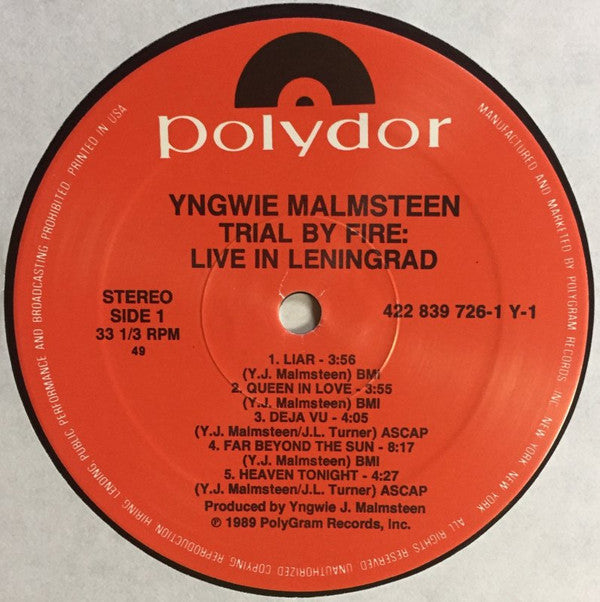 polydor
YNGWIE MALMSTEEN
TRIAL BY FIRE:
LIVE IN LENINGRAD
STEREO
SIDE 1
33 1/3 RPM
49
422 839 726-1 Y-1
1. LIAR - 3:56
(Y.J. Malmsteen) BMI
2. QUEEN IN LOVE - 3:55
(Y.J. Malmsteen) BMI
3. DEJA VU - 4:05
(Y.J. Malmsteen/J.L. Turner) ASCAP
4. FAR BEYOND THE SUN - 8:17
(Y.J. Malmsteen) BMI
5. HEAVEN TONIGHT - 4:27
(Y.J. Malmsteen/J.L. Turner) ASCAP
Produced by Yngwie J. Malmsteen
℗ 1989 PolyGram Records, Inc.
MANUFACTURED AND MARKETED BY POLYGRAM RECORDS INC. NEW YORK, NEW YORK
ALL RIGHTS RESERVED UNAUTHORIZED COPYING REPRODUCTION HIRING LENDING PUBLIC PERFORMANCE AND BROADCASTING PROHIBITED PRINTED IN USA